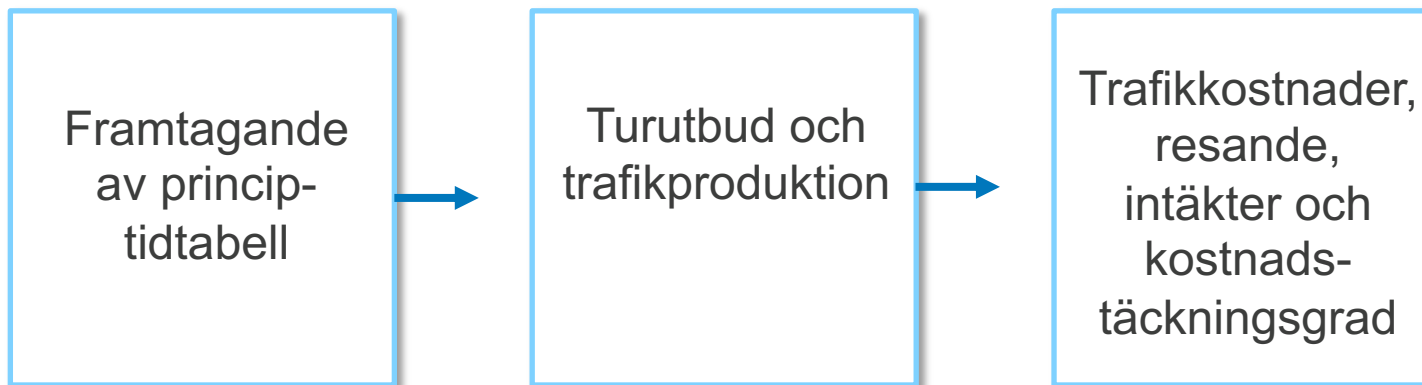 Framtagande
av princip-
tidtabell
Turutbud och
trafikproduktion
Trafikkostnader,
resande,
intäkter och
kostnads-
täckningsgrad